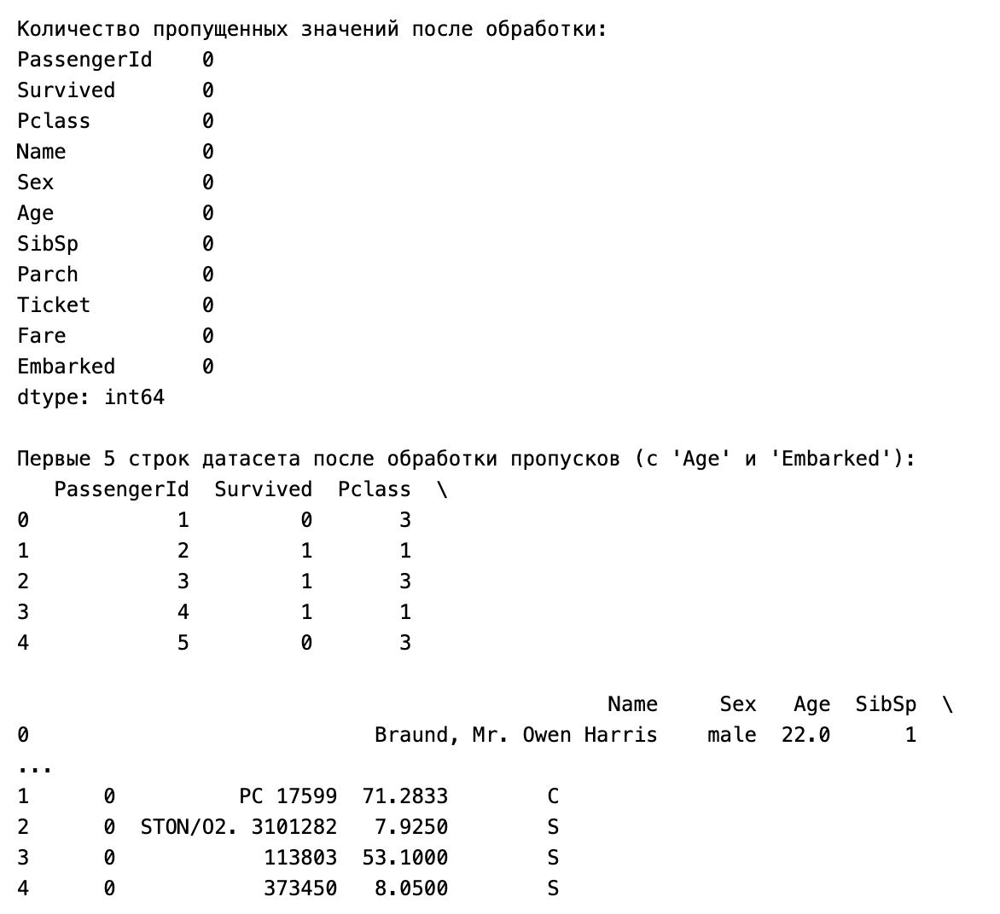 Количество пропущенных значений после обработки:
PassengerId    0
Survived       0
Pclass         0
Name           0
Sex            0
Age            0
SibSp          0
Parch          0
Ticket         0
Fare           0
Embarked       0
dtype: int64

Первые 5 строк датасета после обработки пропусков (с 'Age' и 'Embarked'):
   PassengerId  Survived  Pclass  \
0            1         0       3
1            2         1       1
2            3         1       3
3            4         1       1
4            5         0       3

                                                Name     Sex   Age  SibSp  \
0                            Braund, Mr. Owen Harris    male  22.0      1
...
1      0          PC 17599  71.2833        C
2      0  STON/O2. 3101282   7.9250        S
3      0            113803  53.1000        S
4      0            373450   8.0500        S